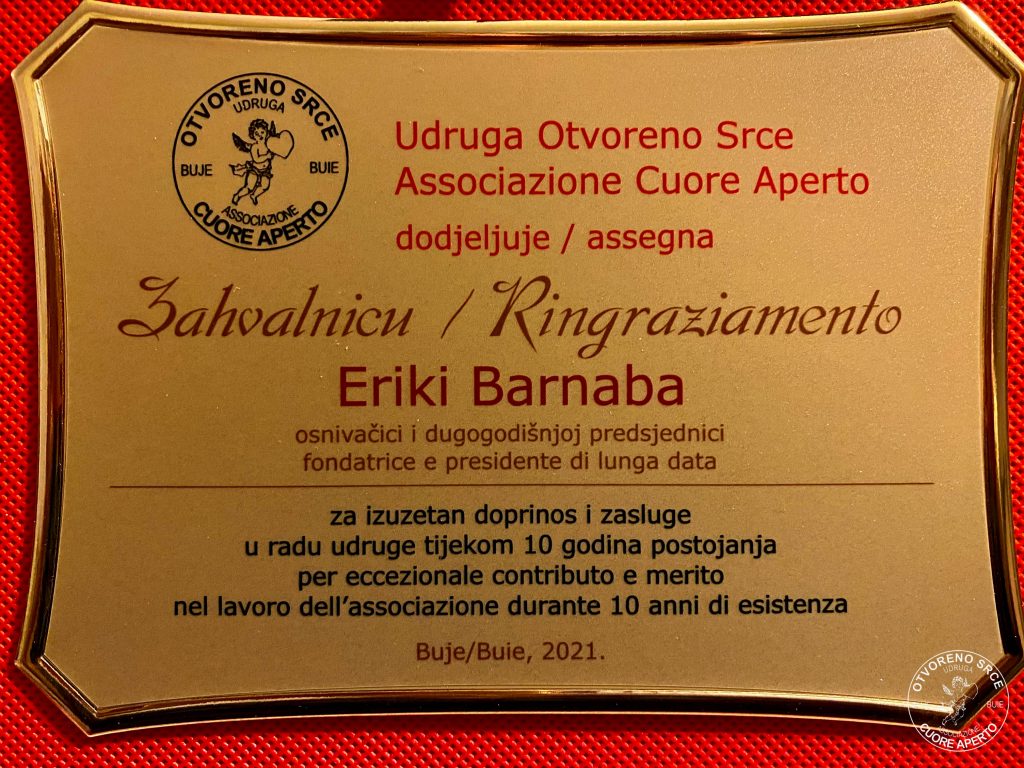 OTVORENO SRCE
UDRUGA
BUJE BUIE
ASSOCIAZIONE
CUORE APERTO
Udruga Otvoreno Srce
Associazione Cuore Aperto
dodjeljuje / assegna
Zahvalnicu / Ringraziamento
Eriki Barnaba
osnivačici i dugogodišnjoj predsjednici
fondatrice e presidente di lunga data
za izuzetan doprinos i zasluge
u radu udruge tijekom 10 godina postojanja
per eccezionale contributo e merito
nel lavoro dell'associazione durante 10 anni di esistenza
Buje/Buie, 2021.
OTVORENO SRCE
UDRUGA
BUIE
ASSOCIAZIONE
CUORE APERTO